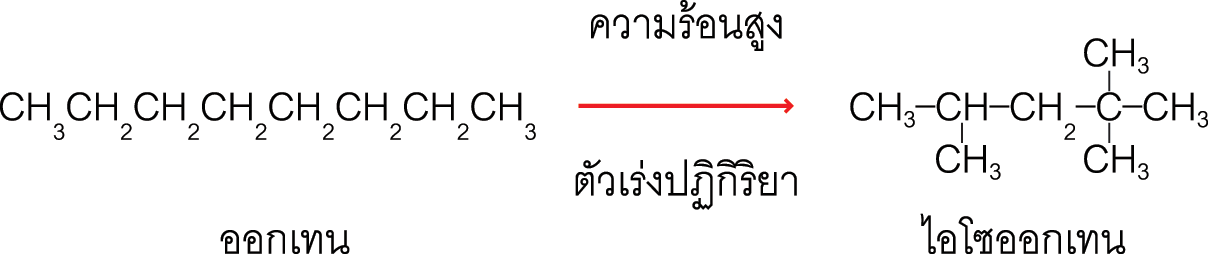 ความร้อนสูง
CH3CH2CH2CH2CH2CH2CH2CH3
ตัวเร่งปฏิกิริยา
ออกเทน
CH3
CH3–CH–CH2–C–CH3
CH3 CH3
ไอโซออกเทน